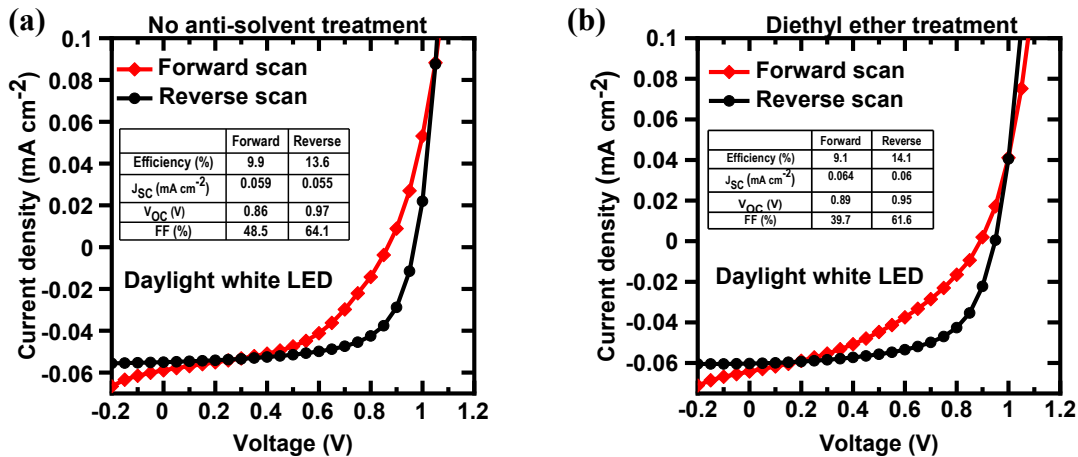 (a)
No anti-solvent treatment
Current density (mA cm-2)
0.1
0.08
0.06
0.04
0.02
0
-0.02
-0.04
-0.06
Forward scan
Reverse scan
Forward Reverse
Efficiency (%) 9.9 13.6
JSC (mA cm-2) 0.059 0.055
VOC (V) 0.86 0.97
FF (%) 48.5 64.1
Daylight white LED
-0.2 0 0.2 0.4 0.6 0.8 1 1.2
Voltage (V)
(b)
Diethyl ether treatment
Current density (mA cm-2)
0.1
0.08
0.06
0.04
0.02
0
-0.02
-0.04
-0.06
Forward scan
Reverse scan
Forward Reverse
Efficiency (%) 9.1 14.1
JSC (mA cm-2) 0.064 0.06
VOC (V) 0.89 0.95
FF (%) 39.7 61.6
Daylight white LED
-0.2 0 0.2 0.4 0.6 0.8 1 1.2
Voltage (V)